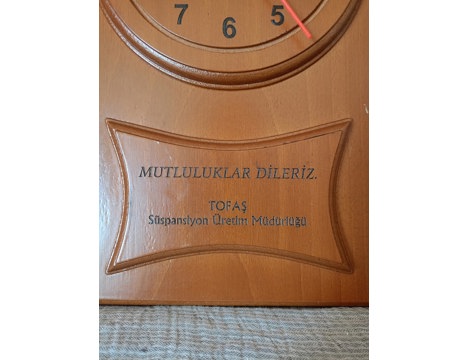 7 6 5
MUTLULUKLAR DİLERİZ.
TOFAŞ
Süspansiyon Üretim Müdürlüğü